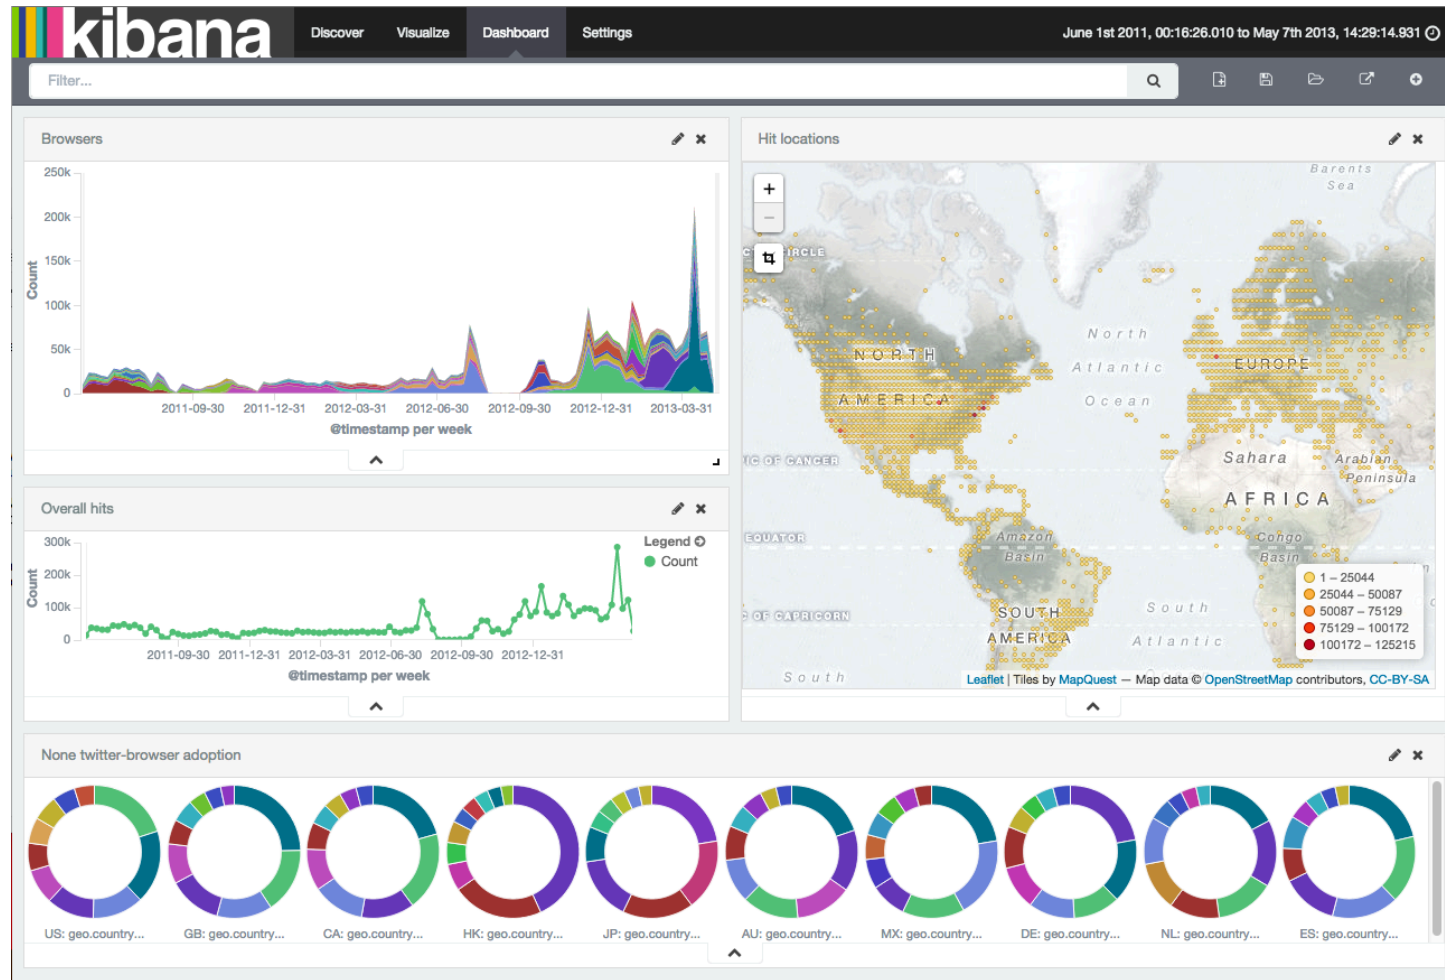 kibana
Discover Visualize Dashboard Settings
June 1st 2011, 00:16:26.010 to May 7th 2013, 14:29:14.931
Filter...
Browsers
250k
200k
150k
100k
50k
0
Count
2011-09-30 2011-12-31 2012-03-31 2012-06-30 2012-09-30 2012-12-31 2013-03-31
@timestamp per week
Overall hits
300k
200k
100k
0
Count
Legend
Count
2011-09-30 2011-12-31 2012-03-31 2012-06-30 2012-09-30 2012-12-31
@timestamp per week
Hit locations
+
−
Barents
Sea
IRCLE
North
Atlantic
Ocean
NORTH
AMERICA
EUROPE
IC OF CANCER
Sahara
Arabian
Peninsula
AFRICA
EQUATOR
Amazon
Basin
Congo
Basin
C OF CAPRICORN
SOUTH
AMERICA
South
Atlantic
South
1 – 25044
25044 – 50087
50087 – 75129
75129 – 100172
100172 – 125215
Leaflet | Tiles by MapQuest — Map data © OpenStreetMap contributors, CC-BY-SA
None twitter-browser adoption
US: geo.country... GB: geo.country... CA: geo.country... HK: geo.country... JP: geo.country... AU: geo.country... MX: geo.country... DE: geo.country... NL: geo.country... ES: geo.country...